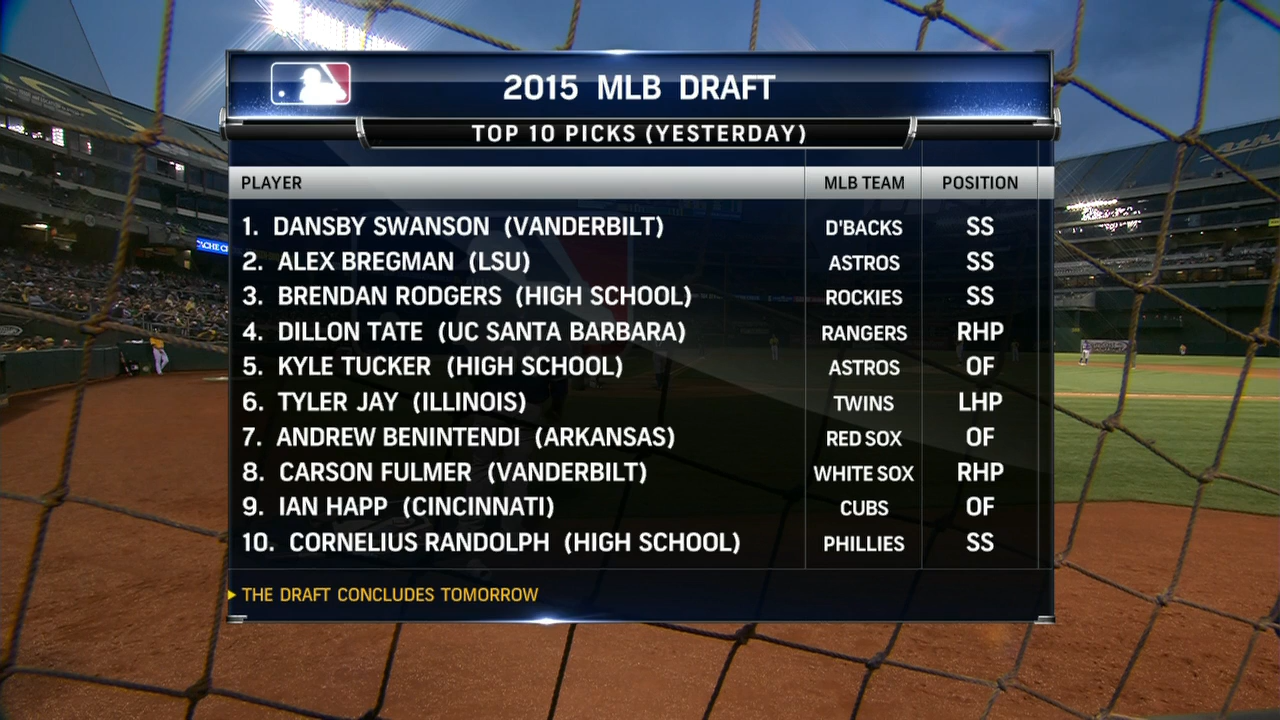 2015 MLB DRAFT
TOP 10 PICKS (YESTERDAY)
PLAYER MLB TEAM POSITION
1. DANSBY SWANSON (VANDERBILT) D'BACKS SS
2. ALEX BREGMAN (LSU) ASTROS SS
3. BRENDAN RODGERS (HIGH SCHOOL) ROCKIES SS
4. DILLON TATE (UC SANTA BARBARA) RANGERS RHP
5. KYLE TUCKER (HIGH SCHOOL) ASTROS OF
6. TYLER JAY (ILLINOIS) TWINS LHP
7. ANDREW BENINTENDI (ARKANSAS) RED SOX OF
8. CARSON FULMER (VANDERBILT) WHITE SOX RHP
9. IAN HAPP (CINCINNATI) CUBS OF
10. CORNELIUS RANDOLPH (HIGH SCHOOL) PHILLIES SS
THE DRAFT CONCLUDES TOMORROW